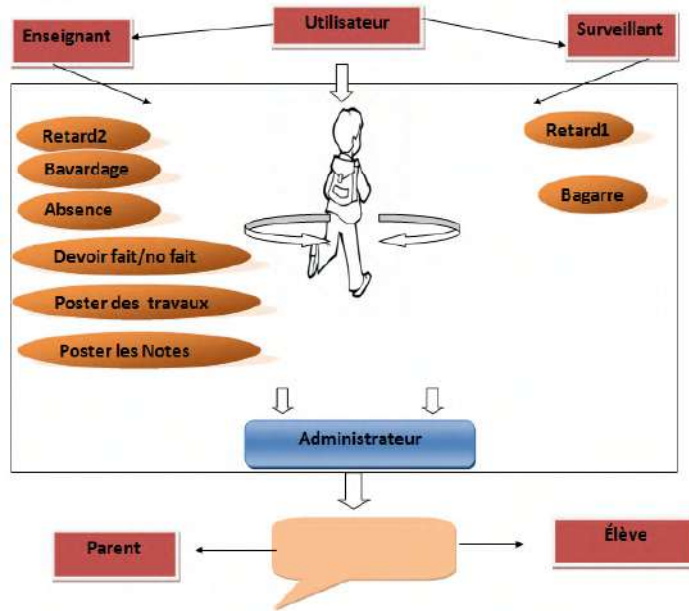 Enseignant
Utilisateur
Surveillant
Retard2
Bavardage
Absence
Devoir fait/no fait
Poster des travaux
Poster les Notes
Retard1
Bagarre
Administrateur
Parent
Élève